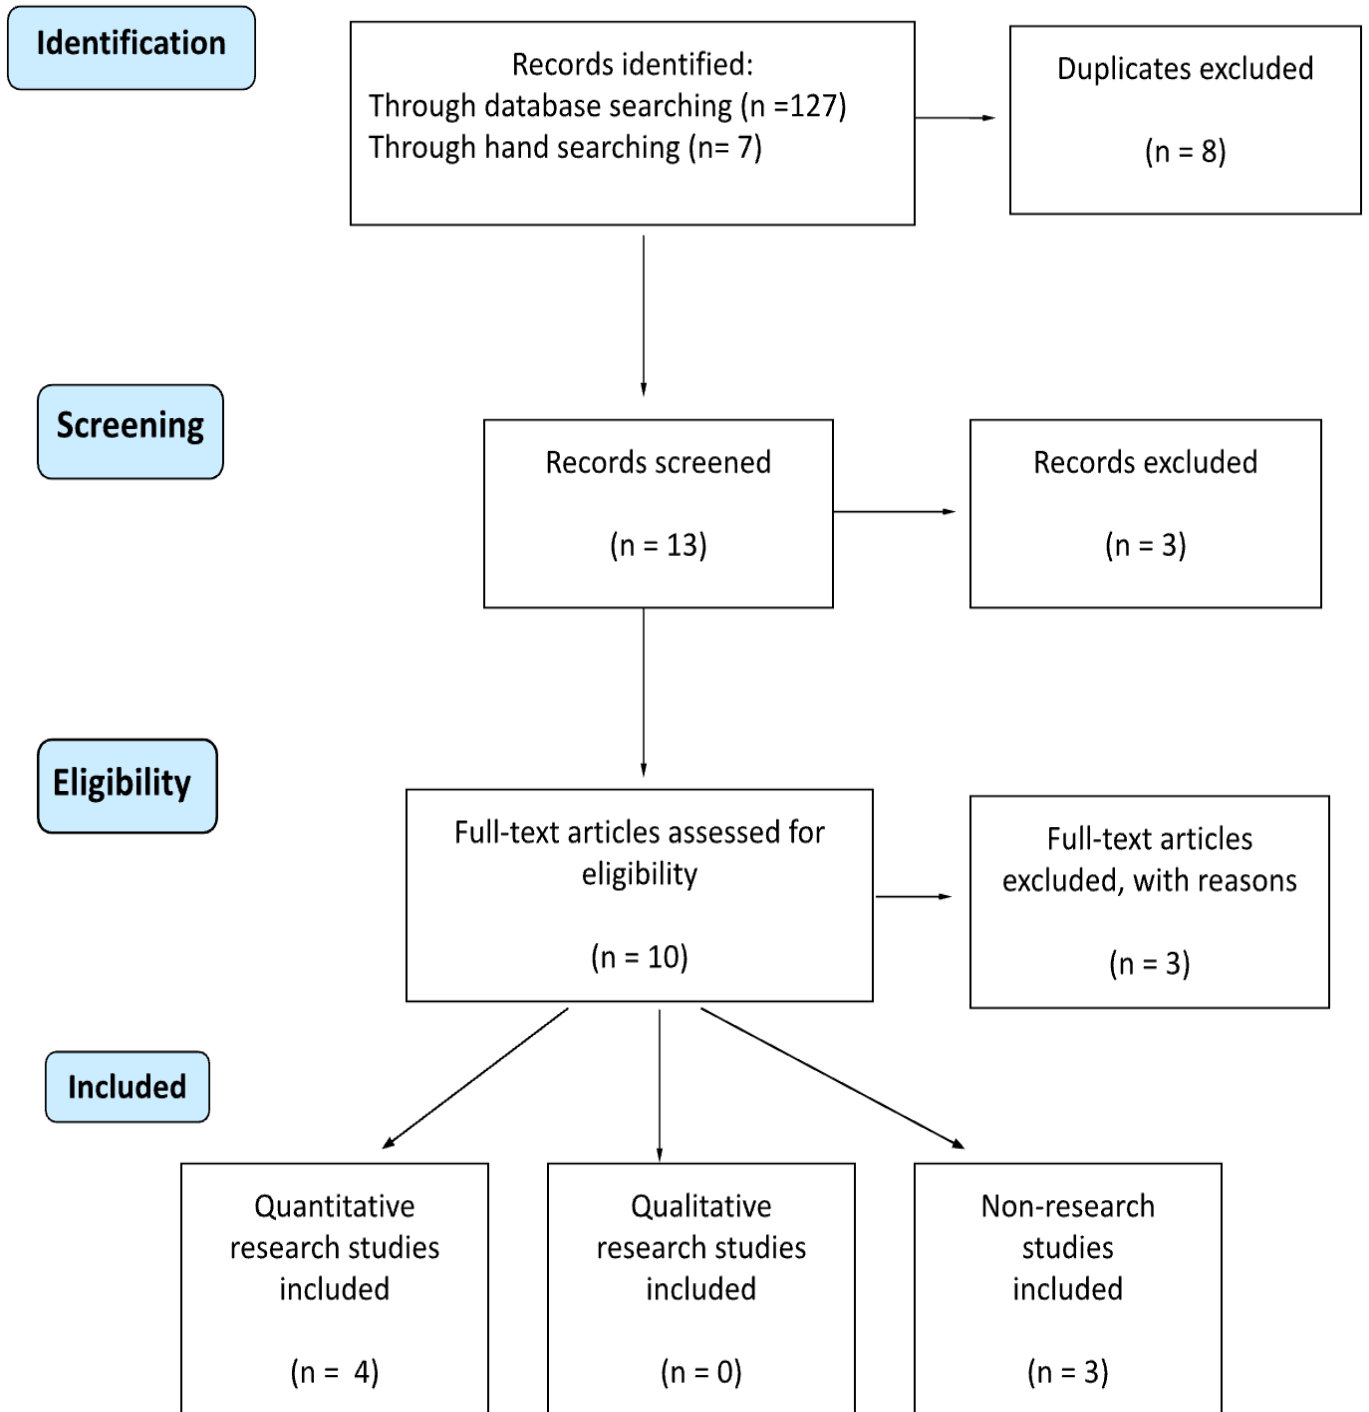 Identification
Records identified:
Through database searching (n =127)
Through hand searching (n= 7)
Duplicates excluded
(n = 8)
Screening
Records screened
(n = 13)
Records excluded
(n = 3)
Eligibility
Full-text articles assessed for
eligibility
(n = 10)
Full-text articles
excluded, with reasons
(n = 3)
Included
Quantitative
research studies
included
(n =  4)
Qualitative
research studies
included
(n = 0)
Non-research
studies
included
(n = 3)